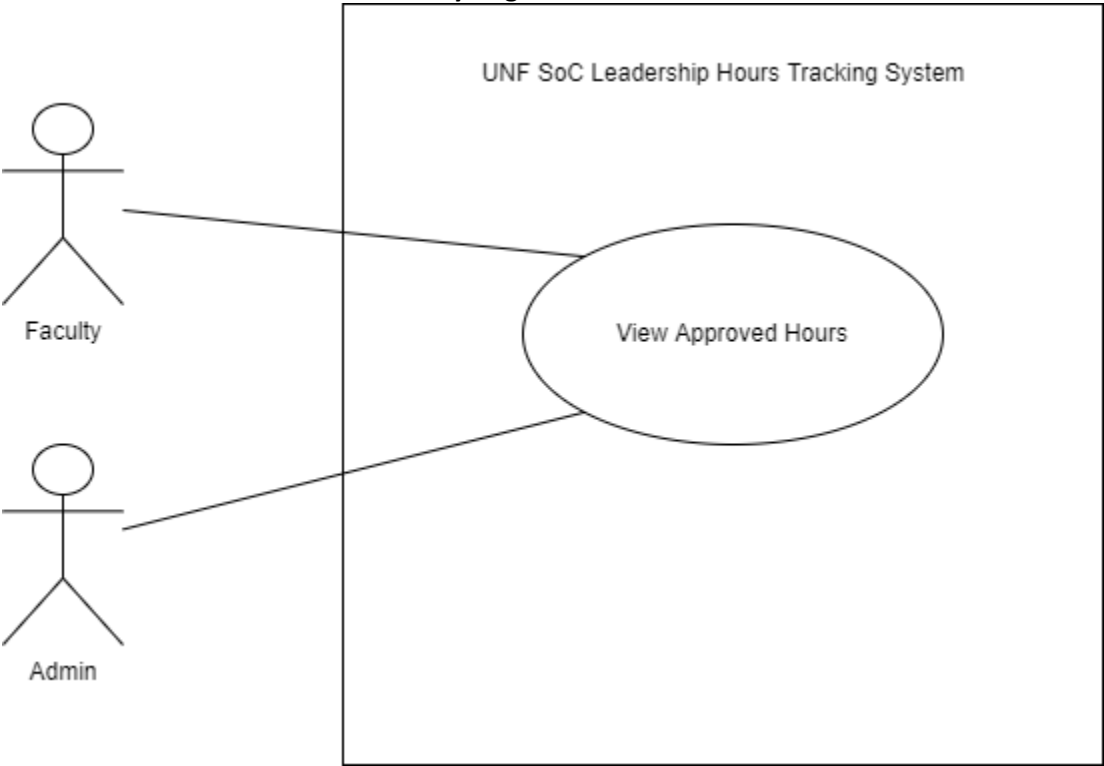 UNF SoC Leadership Hours Tracking System
View Approved Hours
Faculty
Admin